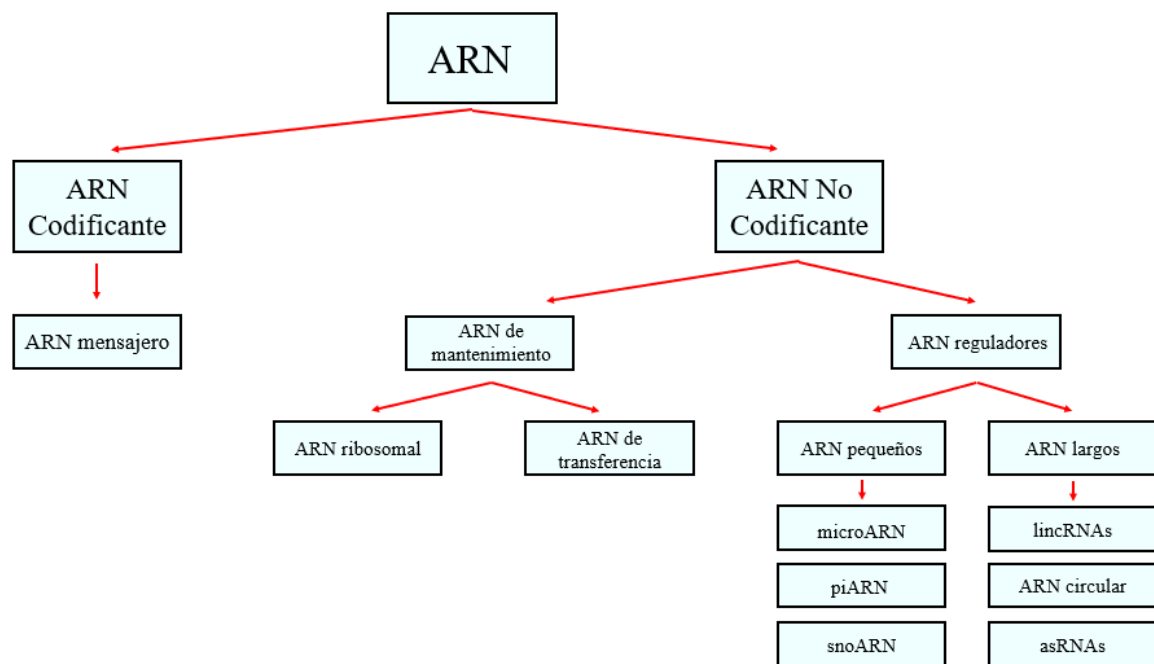 ARN
ARN
Codificante
ARN No
Codificante
ARN mensajero
ARN de
mantenimiento
ARN reguladores
ARN ribosomal
ARN de
transferencia
ARN pequeños
ARN largos
microARN
lincRNAs
piARN
ARN circular
snoARN
asRNAs